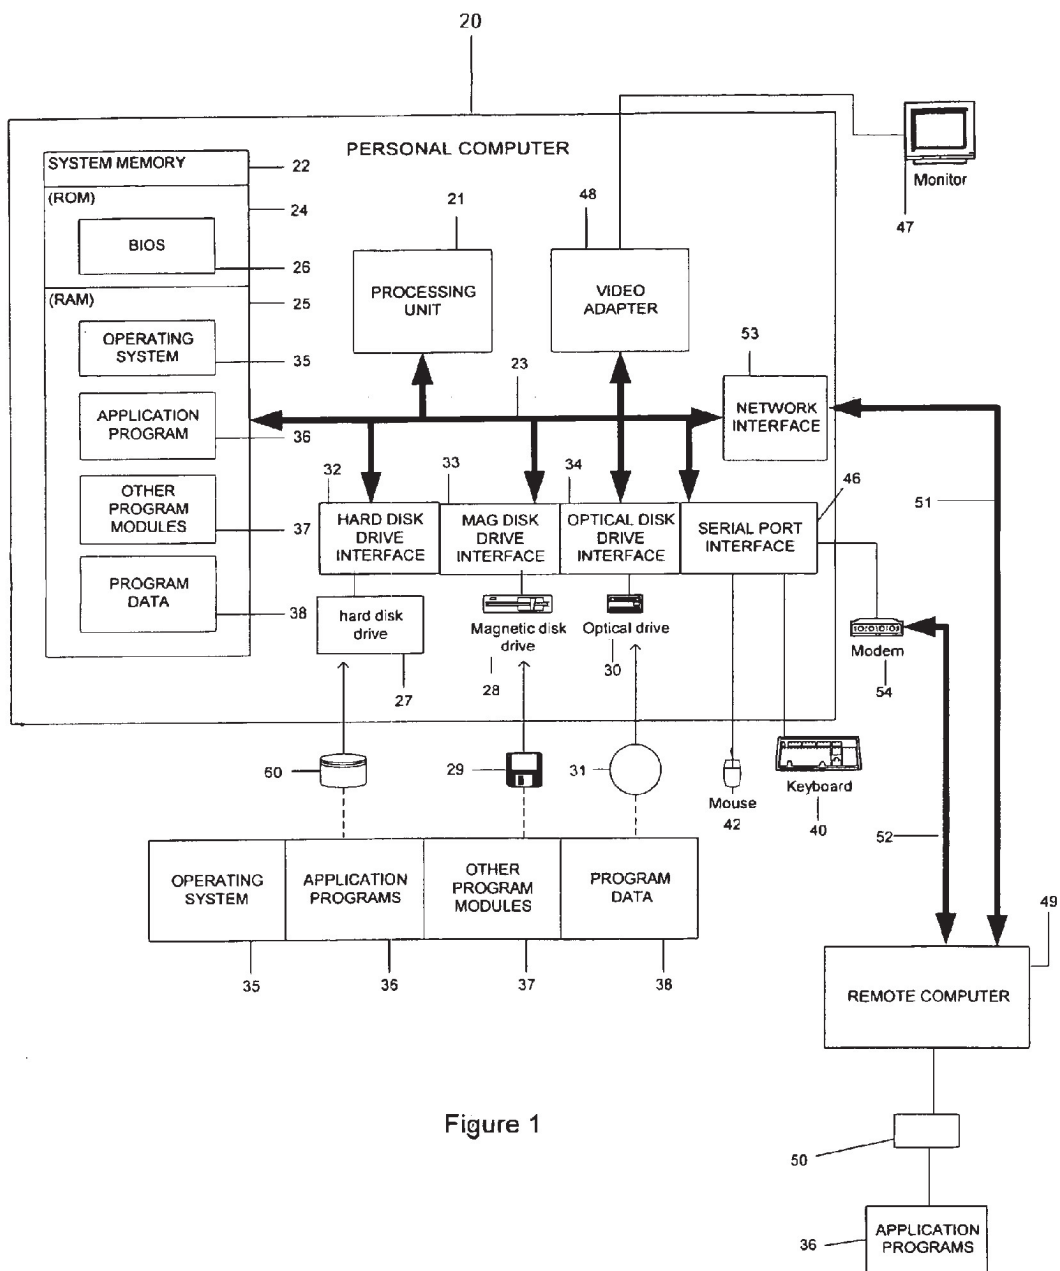 20
PERSONAL COMPUTER
SYSTEM MEMORY
22
(ROM)
24
BIOS
26
(RAM)
25
OPERATING
SYSTEM
35
APPLICATION
PROGRAM
36
OTHER
PROGRAM
MODULES
37
PROGRAM
DATA
38
21
PROCESSING
UNIT
48
VIDEO
ADAPTER
Monitor
47
23
53
NETWORK
INTERFACE
32
HARD DISK
DRIVE
INTERFACE
33
MAG DISK
DRIVE
INTERFACE
34
OPTICAL DISK
DRIVE
INTERFACE
46
SERIAL PORT
INTERFACE
51
hard disk
drive
27
Magnetic disk
drive
28
Optical drive
30
Modem
54
60
29
31
Mouse
42
Keyboard
40
52
OPERATING
SYSTEM
APPLICATION
PROGRAMS
OTHER
PROGRAM
MODULES
PROGRAM
DATA
35
36
37
38
49
REMOTE COMPUTER
50
36
APPLICATION
PROGRAMS
Figure 1